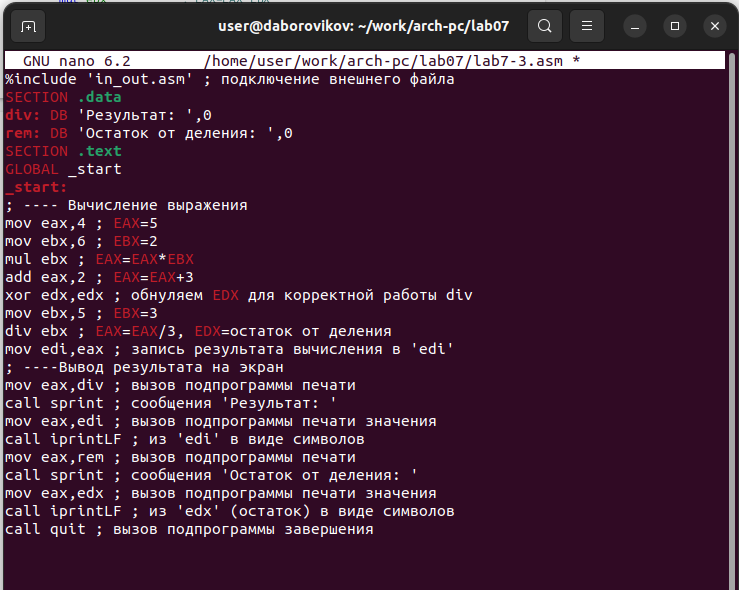 user@daborovikov: ~/work/arch-pc/lab07
GNU nano 6.2 /home/user/work/arch-pc/lab07/lab7-3.asm *
%include 'in_out.asm' ; подключение внешнего файла
SECTION .data
div: DB 'Результат: ',0
rem: DB 'Остаток от деления: ',0
SECTION .text
GLOBAL _start
_start:
; ---- Вычисление выражения
mov eax,4 ; EAX=5
mov ebx,6 ; EBX=2
mul ebx ; EAX=EAX*EBX
add eax,2 ; EAX=EAX+3
xor edx,edx ; обнуляем EDX для корректной работы div
mov ebx,5 ; EBX=3
div ebx ; EAX=EAX/3, EDX=остаток от деления
mov edi,eax ; запись результата вычисления в 'edi'
; ----Вывод результата на экран
mov eax,div ; вызов подпрограммы печати
call sprint ; сообщения 'Результат: '
mov eax,edi ; вызов подпрограммы печати значения
call iprintLF ; из 'edi' в виде символов
mov eax,rem ; вызов подпрограммы печати
call sprint ; сообщения 'Остаток от деления: '
mov eax,edx ; вызов подпрограммы печати значения
call iprintLF ; из 'edx' (остаток) в виде символов
call quit ; вызов подпрограммы завершения